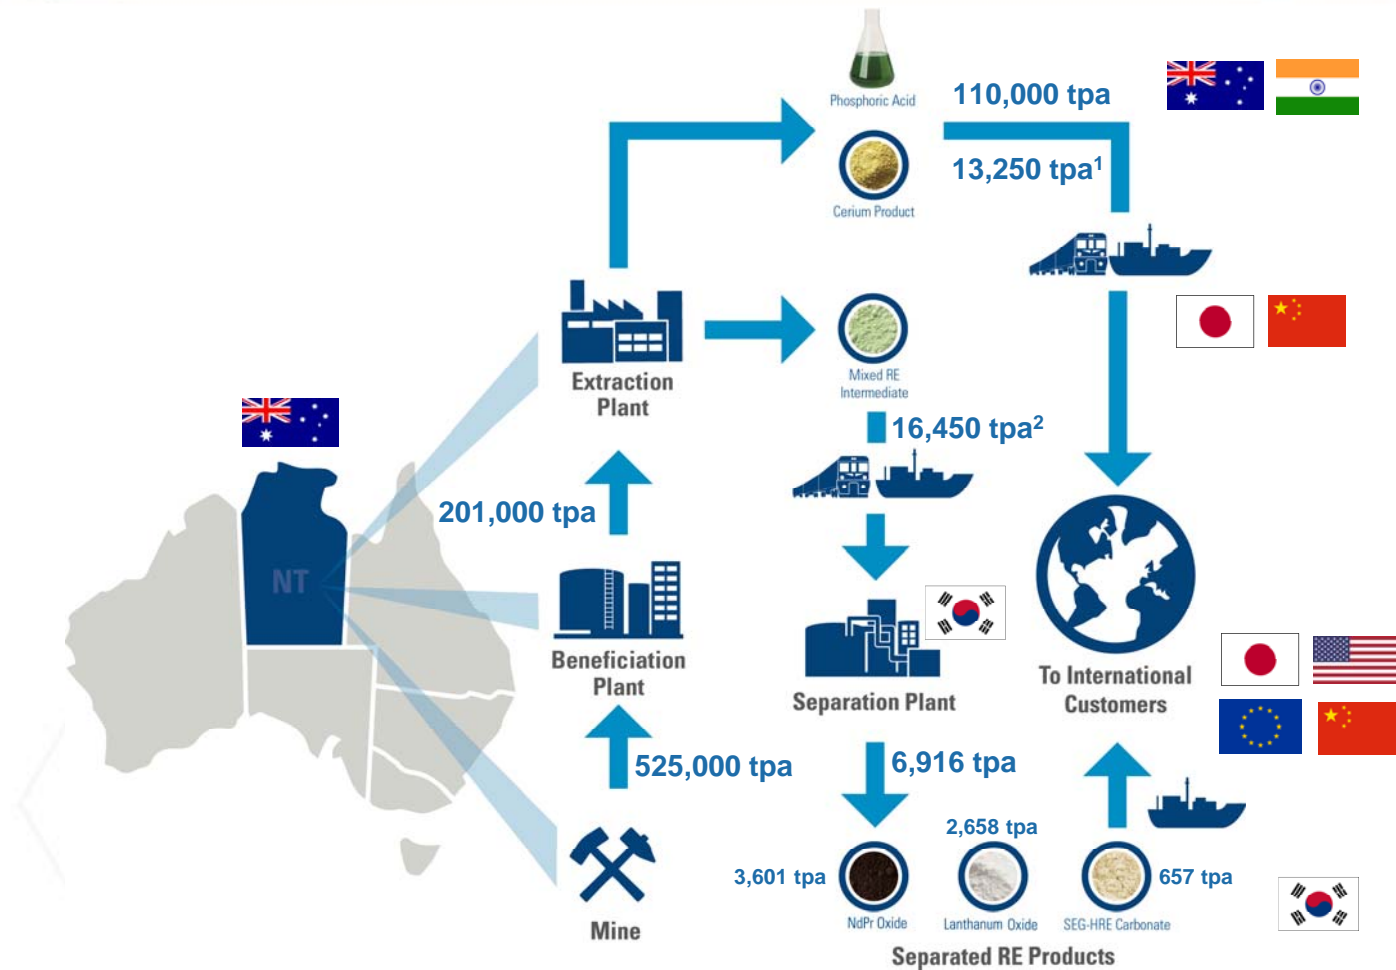 Phosphoric Acid
110,000 tpa
13,250 tpa¹
Cerium Product
Extraction
Plant
Mixed RE
Intermediate
16,450 tpa²
201,000 tpa
NT
Beneficiation
Plant
Separation Plant
To International
Customers
525,000 tpa
6,916 tpa
2,658 tpa
3,601 tpa
657 tpa
NdPr Oxide
Lanthanum Oxide
SEG-HRE Carbonate
Mine
Separated RE Products